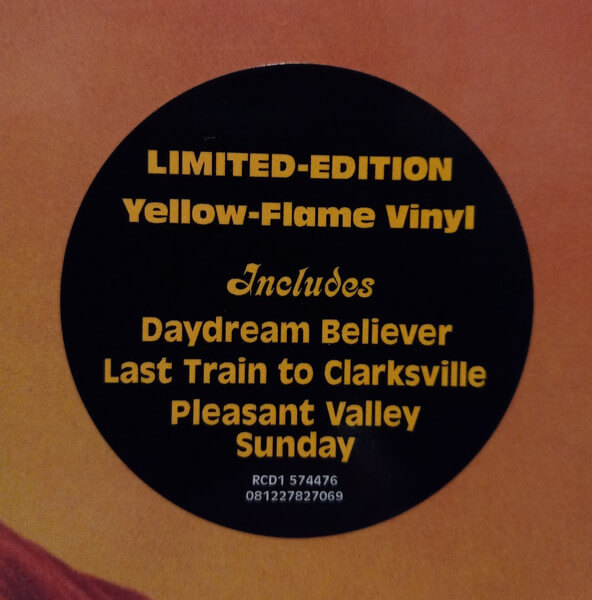 LIMITED-EDITION
Yellow-Flame Vinyl
Includes
Daydream Believer
Last Train to Clarksville
Pleasant Valley
Sunday
RCD1 574476
081227827069